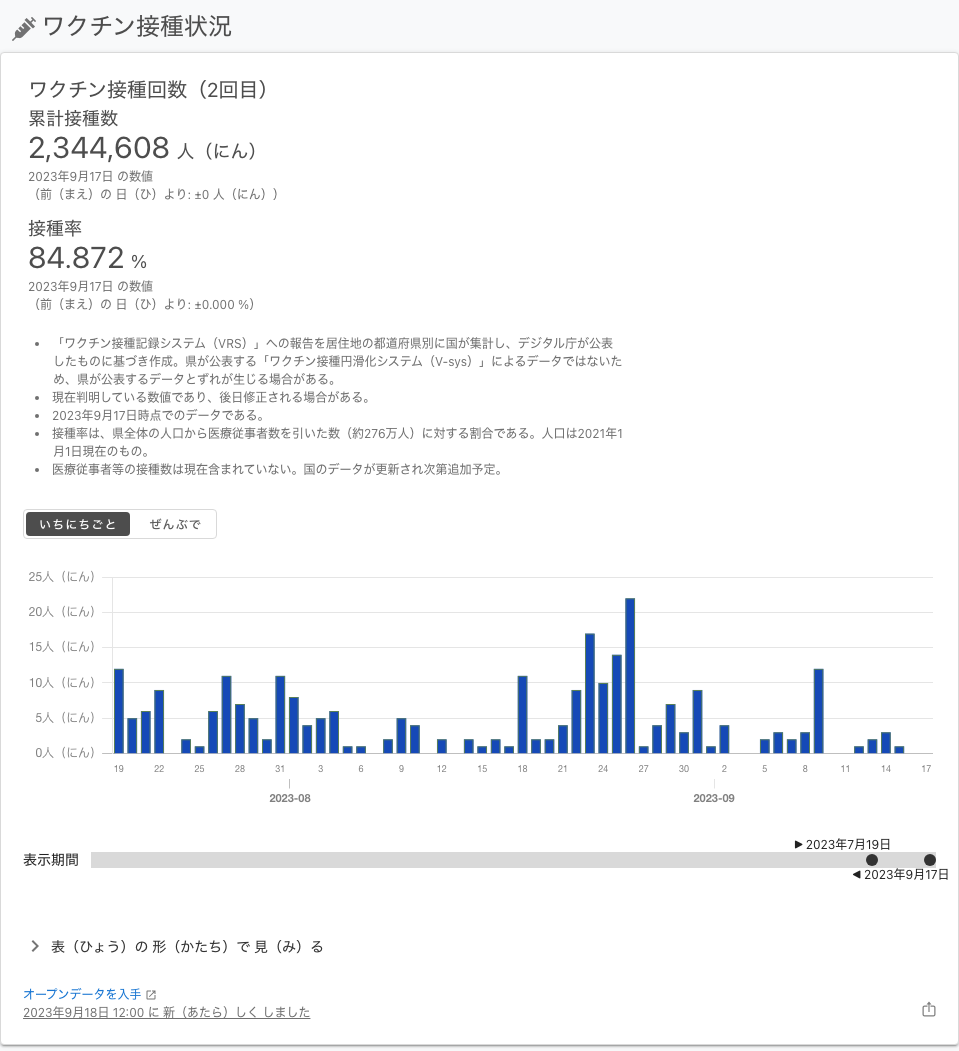 ワクチン接種状況
ワクチン接種回数（2回目）
累計接種数
2,344,608 人（にん）
2023年9月17日 の数値
（前（まえ）の 日（ひ）より: ±0 人（にん））
接種率
84.872 %
2023年9月17日 の数値
（前（まえ）の 日（ひ）より: ±0.000 %）
• 「ワクチン接種記録システム（VRS）」への報告を居住地の都道府県別に国が集計し、デジタル庁が公表
したものに基づき作成。県が公表する「ワクチン接種円滑化システム（V-sys）」によるデータではないた
め、県が公表するデータとずれが生じる場合がある。
• 現在判明している数値であり、後日修正される場合がある。
• 2023年9月17日時点でのデータである。
• 接種率は、県全体の人口から医療従事者数を引いた数（約276万人）に対する割合である。人口は2021年1
月1日現在のもの。
• 医療従事者等の接種数は現在含まれていない。国のデータが更新され次第追加予定。
いちにちごと ぜんぶで
25人（にん）
20人（にん）
15人（にん）
10人（にん）
5人（にん）
0人（にん）
19 22 25 28 31 3 6 9 12 15 18 21 24 27 30 2 5 8 11 14 17
2023-08 2023-09
▶ 2023年7月19日
表示期間
◀ 2023年9月17日
表（ひょう）の 形（かたち）で 見（み）る
オープンデータを入手
2023年9月18日 12:00 に 新（あたら）しく しました